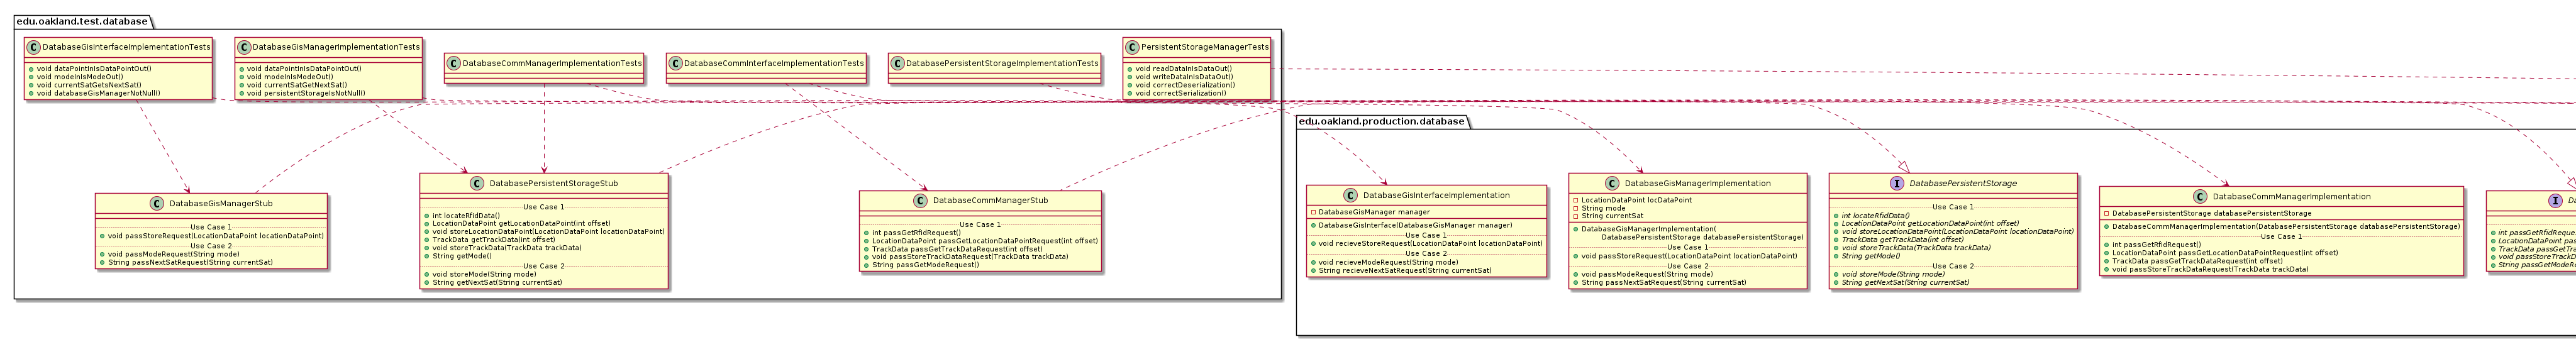 edu.oakland.test.database
DatabaseGisInterfaceImplementationTests
void dataPointInIsDataPointOut()
void modeInIsModeOut()
void currentSatGetsNextSat()
void databaseGisManagerNotNull()
DatabaseGisManagerImplementationTests
void dataPointInIsDataPointOut()
void modeInIsModeOut()
void currentSatGetNextSat()
void persistentStorageIsNotNull()
DatabaseCommManagerImplementationTests
DatabaseCommInterfaceImplementationTests
DatabasePersistentStorageImplementationTests
PersistentStorageManagerTests
void readDataInIsDataOut()
void writeDataInIsDataOut()
void correctDeserialization()
void correctSerialization()
DatabaseGisManagerStub
Use Case 1
void passStoreRequest(LocationDataPoint locationDataPoint)
Use Case 2
void passModeRequest(String mode)
String passNextSatRequest(String currentSat)
DatabasePersistentStorageStub
Use Case 1
int locateRfidData()
LocationDataPoint getLocationDataPoint(int offset)
void storeLocationDataPoint(LocationDataPoint locationDataPoint)
TrackData getTrackData(int offset)
void storeTrackData(TrackData trackData)
String getMode()
Use Case 2
void storeMode(String mode)
String getNextSat(String currentSat)
DatabaseCommManagerStub
Use Case 1
int passGetRfidRequest()
LocationDataPoint passGetLocationDataPointRequest(int offset)
TrackData passGetTrackDataRequest(int offset)
void passStoreTrackDataRequest(TrackData trackData)
String passGetModeRequest()
edu.oakland.production.database
DatabaseGisInterfaceImplementation
DatabaseGisManager manager
DatabaseGisInterface(DatabaseGisManager manager)
Use Case 1
void recieveStoreRequest(LocationDataPoint locationDataPoint)
Use Case 2
void recieveModeRequest(String mode)
String recieveNextSatRequest(String currentSat)
DatabaseGisManagerImplementation
LocationDataPoint locDataPoint
String mode
String currentSat
DatabaseGisManagerImplementation(
DatabasePersistentStorage databasePersistentStorage)
Use Case 1
void passStoreRequest(LocationDataPoint locationDataPoint)
Use Case 2
void passModeRequest(String mode)
String passNextSatRequest(String currentSat)
DatabasePersistentStorage
Use Case 1
int locateRfidData()
LocationDataPoint getLocationDataPoint(int offset)
void storeLocationDataPoint(LocationDataPoint locationDataPoint)
TrackData getTrackData(int offset)
void storeTrackData(TrackData trackData)
String getMode()
Use Case 2
void storeMode(String mode)
String getNextSat(String currentSat)
DatabaseCommManagerImplementation
DatabasePersistentStorage databasePersistentStorage
DatabaseCommManagerImplementation(DatabasePersistentStorage databasePersistentStorage)
Use Case 1
int passGetRfidRequest()
LocationDataPoint passGetLocationDataPointRequest(int offset)
TrackData passGetTrackDataRequest(int offset)
void passStoreTrackDataRequest(TrackData trackData)
int
LocationDataPoint
TrackData
void
String